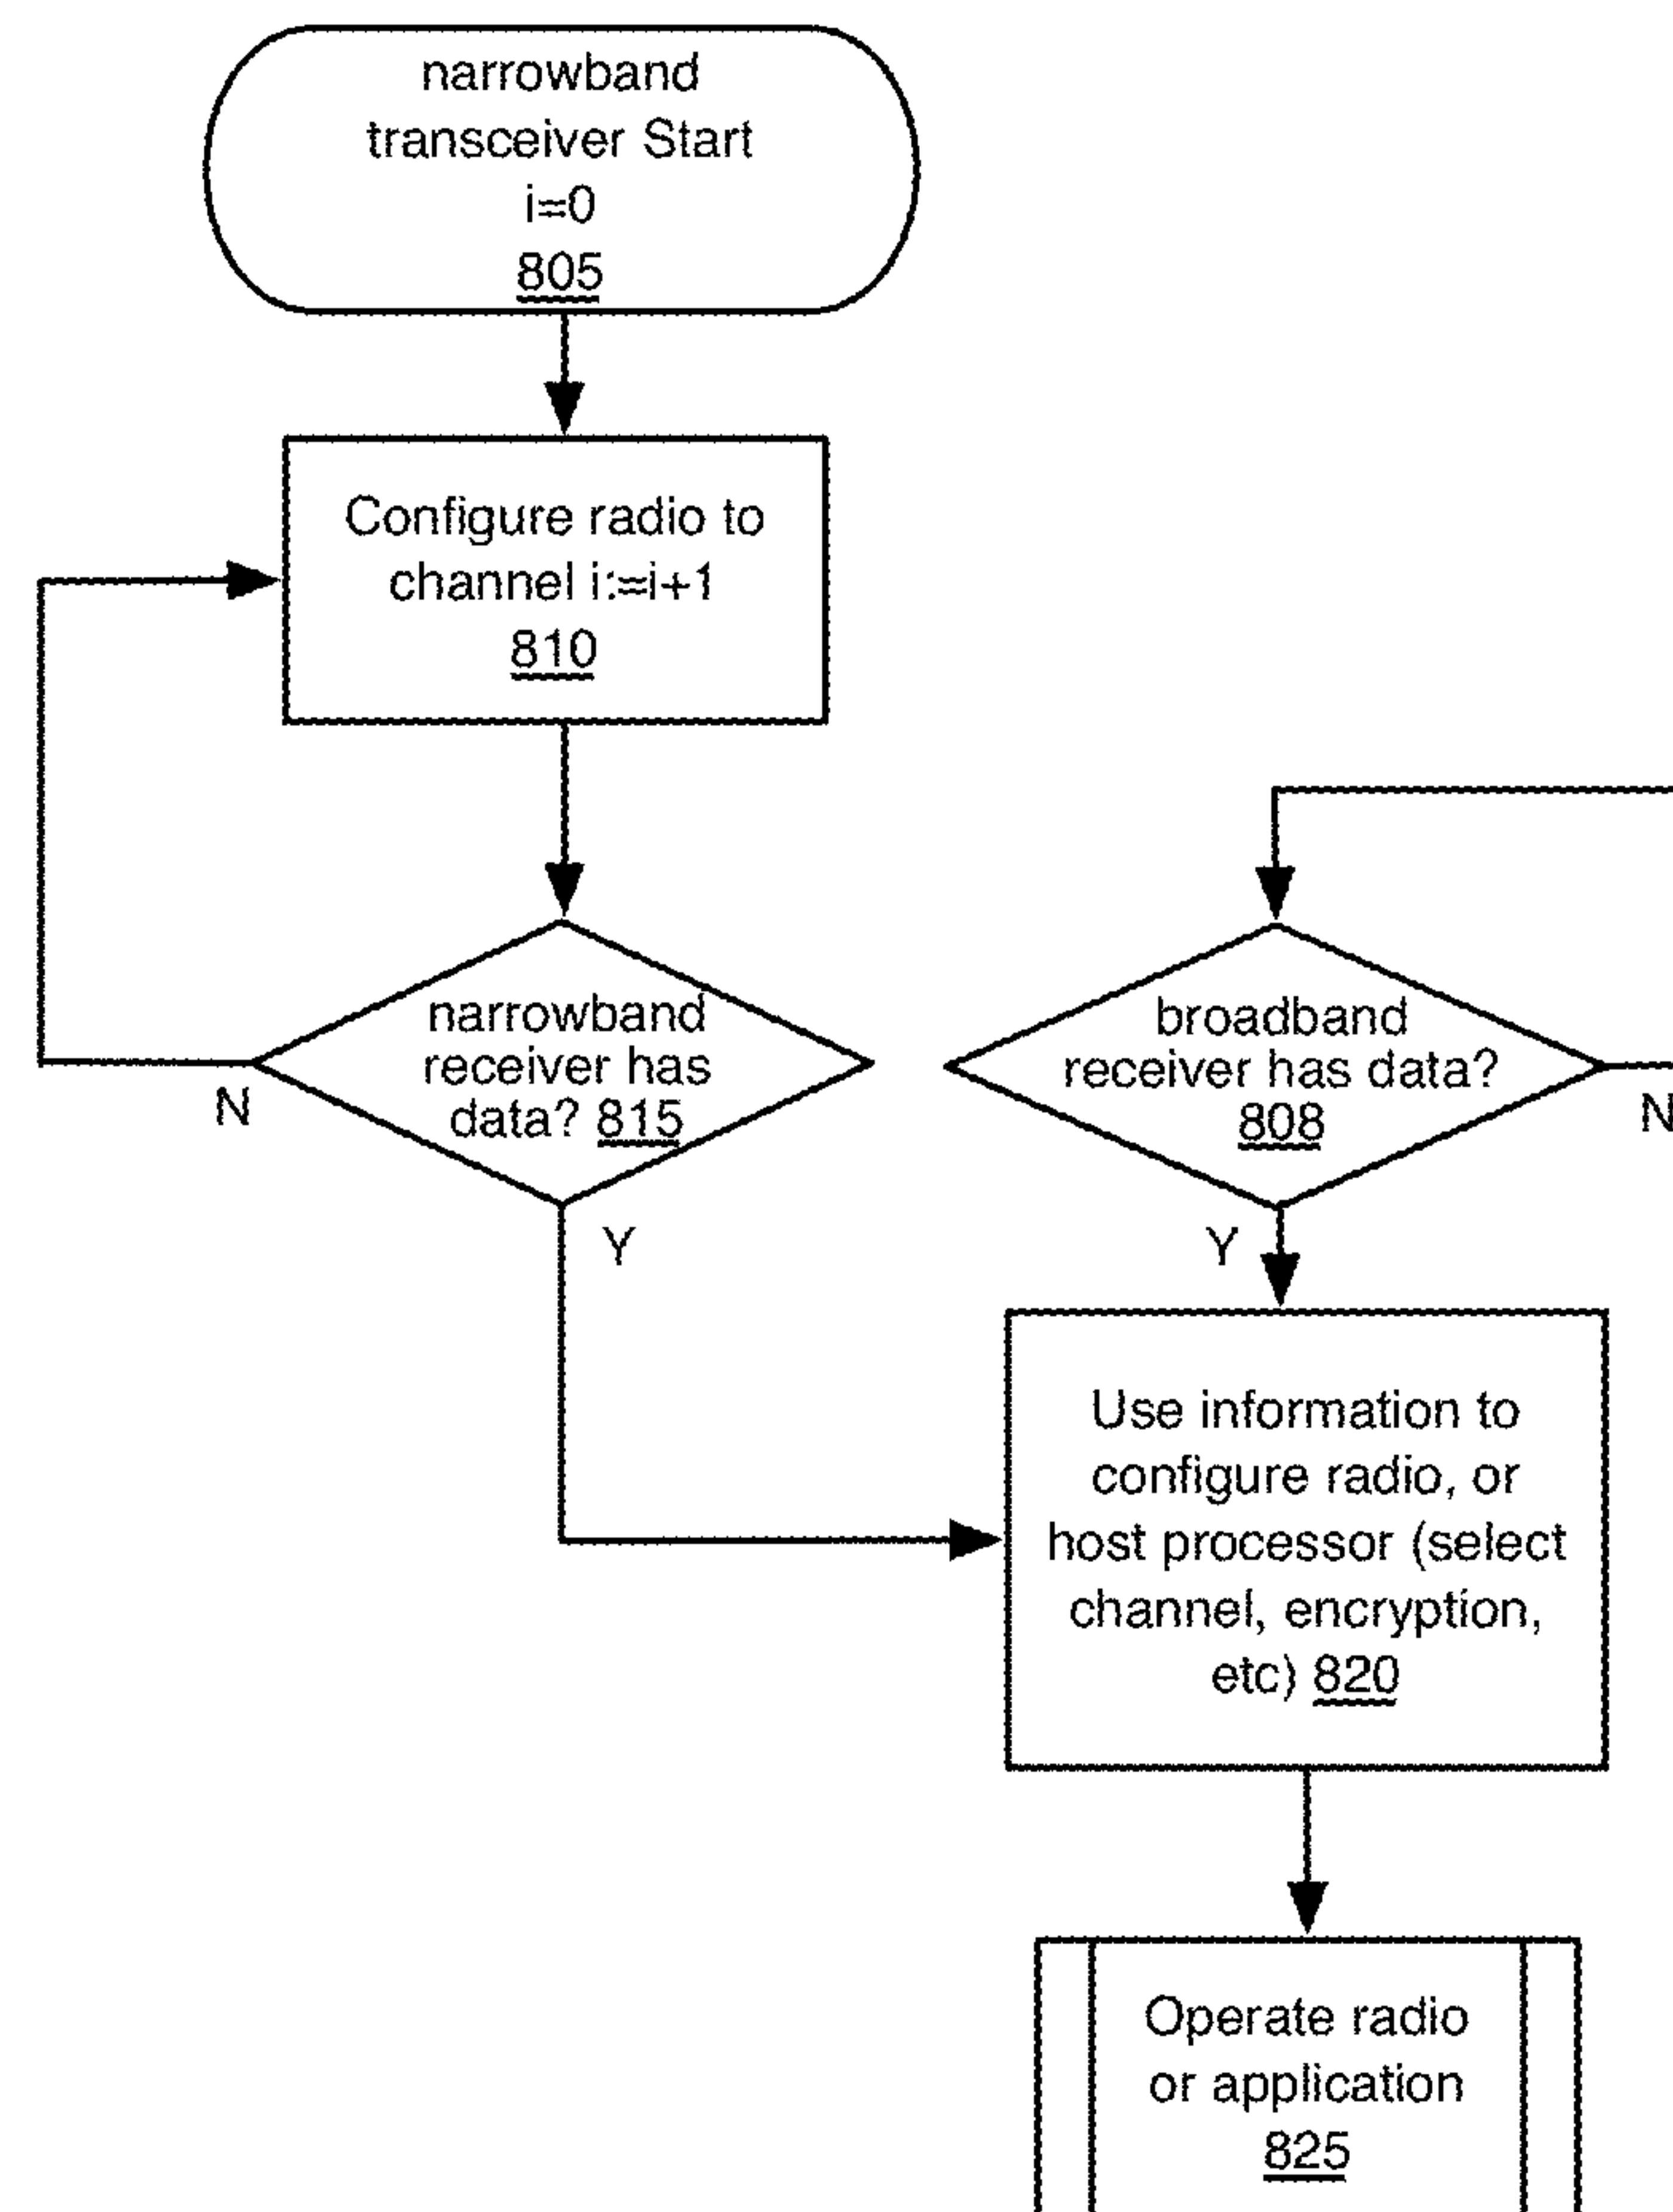 narrowband
transceiver Start
i=0
805
Configure radio to
channel i:=i+1
810
narrowband
receiver has
data? 815
N
Y
broadband
receiver has data?
808
N
Y
Use information to
configure radio, or
host processor (select
channel, encryption,
etc) 820
Operate radio
or application
825